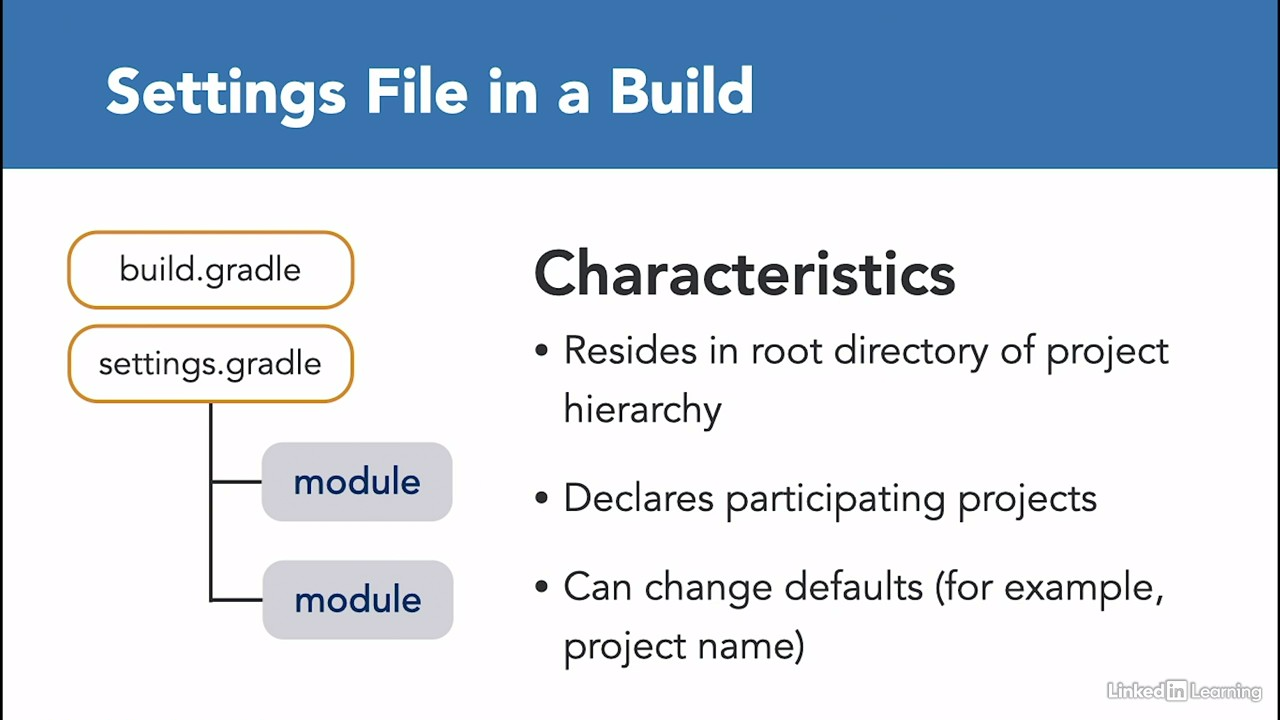 Settings File in a Build
build.gradle
settings.gradle
module
module
Characteristics
• Resides in root directory of project
hierarchy
• Declares participating projects
• Can change defaults (for example,
project name)
Linked in Learning